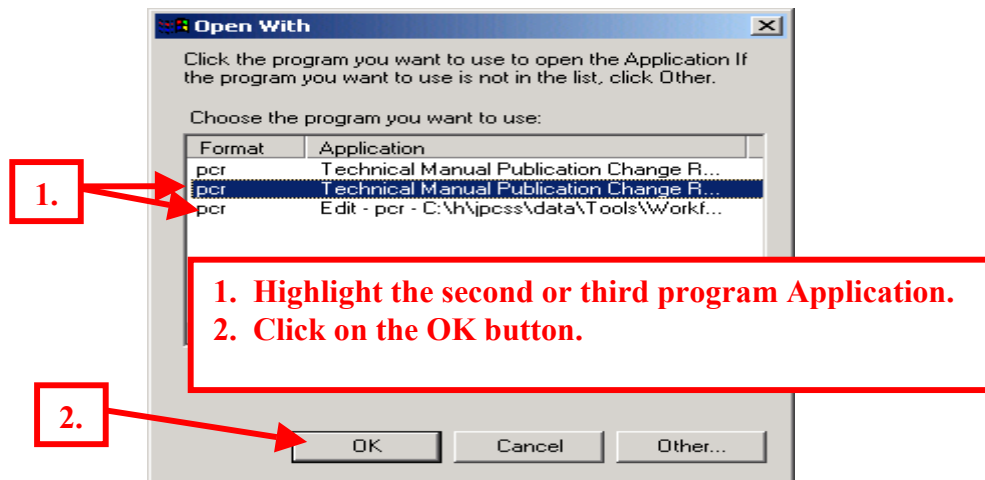 Open With
Click the program you want to use to open the Application If
the program you want to use is not in the list, click Other.
Choose the program you want to use:
Format Application
pcr Technical Manual Publication Change R...
pcr Technical Manual Publication Change R...
pcr Edit - pcr - C:\h\jpcss\data\Tools\Workf...
1.
1. Highlight the second or third program Application.
2. Click on the OK button.
2.
OK Cancel Other...